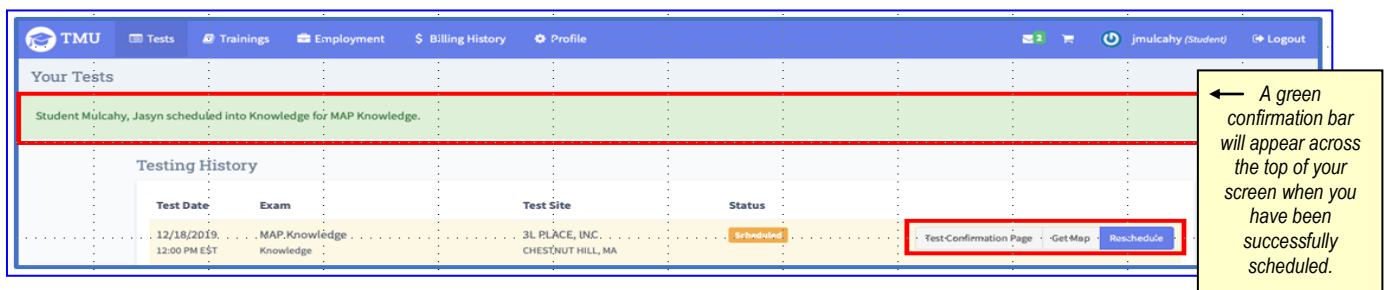 TMU Tests Trainings Employment $ Billing History Profile 2 jmulcahy (Student) Logout
Your Tests
Student Mulcahy, Jasyn scheduled into Knowledge for MAP Knowledge.
Testing History
Test Date Exam Test Site Status
12/18/2019 MAP Knowledge 3L PLACE, INC. Scheduled Test Confirmation Page Get Map Reschedule
12:00 PM EST Knowledge CHESTNUT HILL, MA
A green
confirmation bar
will appear across
the top of your
screen when you
have been
successfully
scheduled.